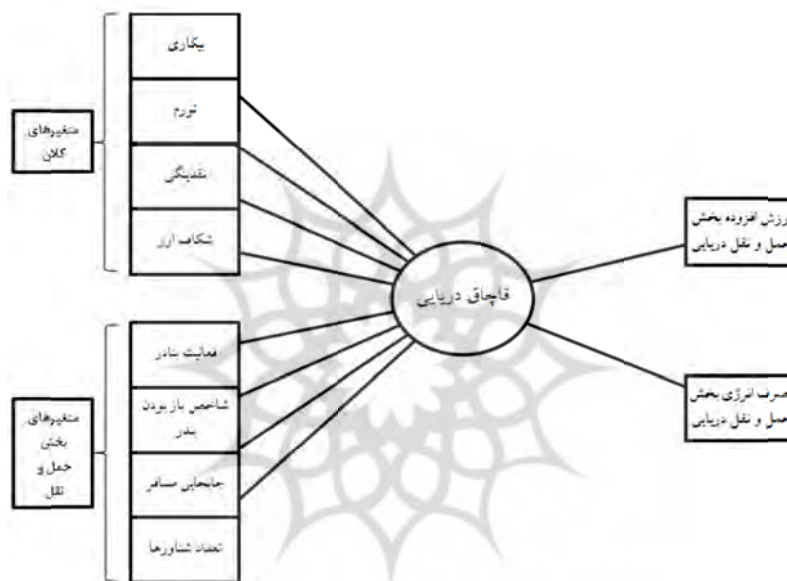 بیکاری
تورم
نقدینگی
شکاف ارز
متغیرهای
کلان
فعالیت بنادر
شاخص باز بودن
بندر
جابجایی مسافر
تعداد شناورها
متغیرهای
بخش
حمل و
نقل
قاچاق دریایی
ارزش افزوده بخش
حمل و نقل دریایی
مصرف انرژی بخش
حمل و نقل دریایی